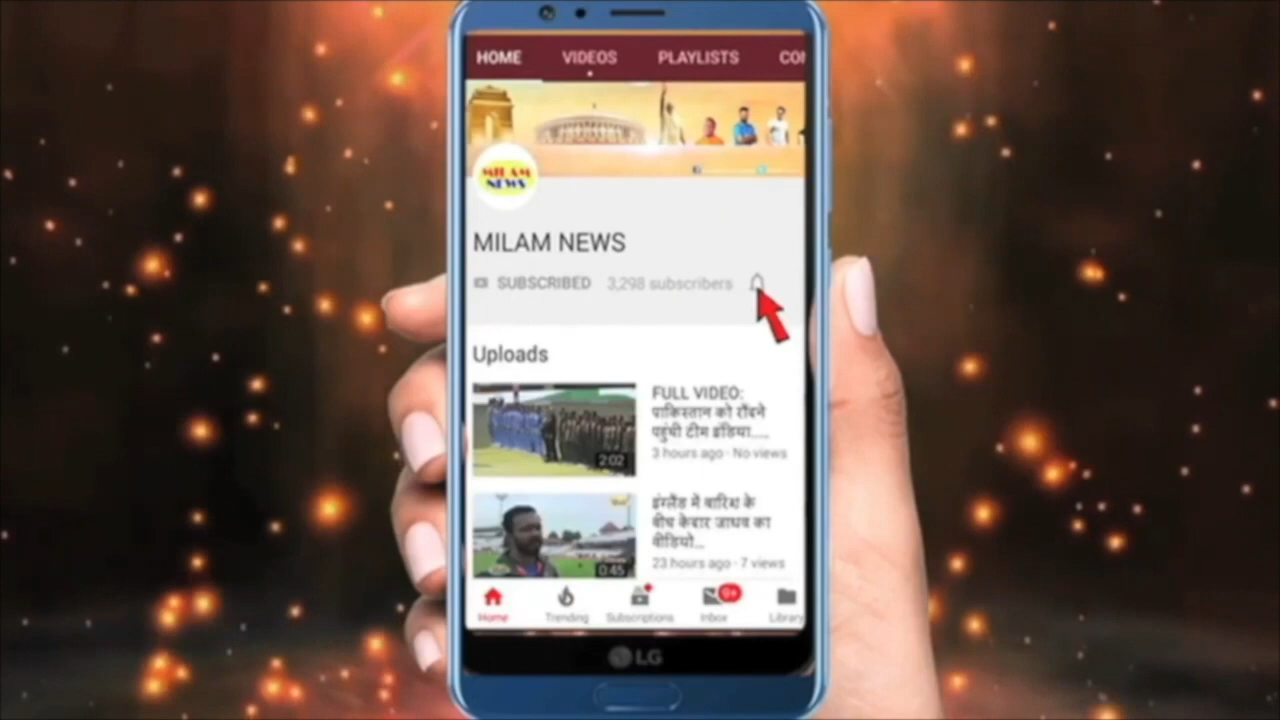 HOME VIDEOS PLAYLISTS CO
MILAM
NEWS
MILAM NEWS
SUBSCRIBED 3,298 subscribers
Uploads
FULL VIDEO:
पाकिस्तान को रौंदने
पहुंची टीम इंडिया....
3 hours ago · No views
2:02
इंग्लैंड में बारिश के
बीच केदार जाधव का
वीडियो...
23 hours ago · 7 views
0:45
Home Trending Subscriptions Inbox 9+ Library
LG